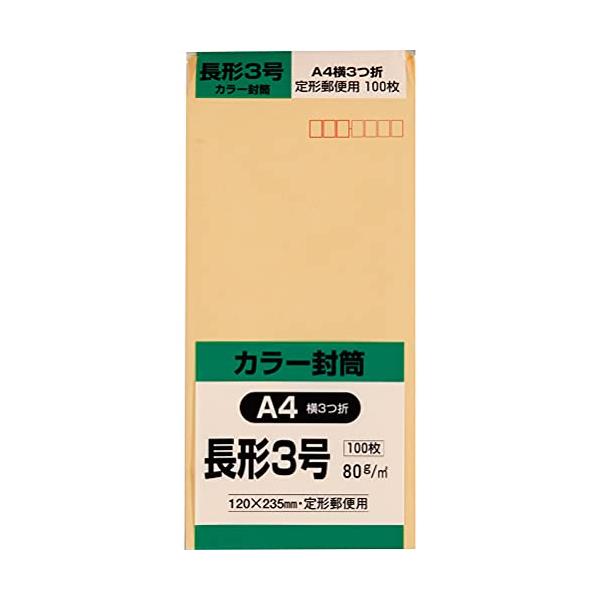 長形3号
カラー封筒
A4横3つ折
定形郵便用 100枚
カラー封筒
A4 横3つ折
長形3号
100枚
80g/㎡
120×235mm・定形郵便用